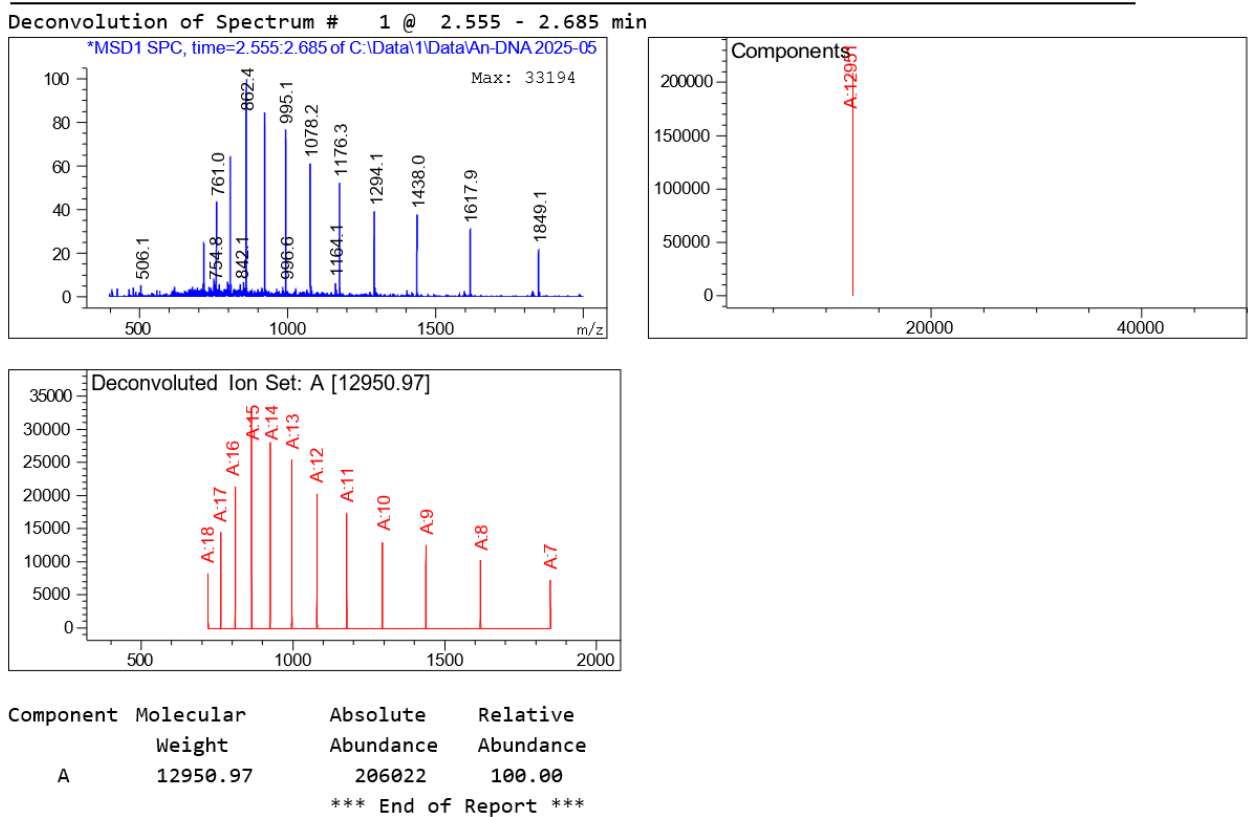 Deconvolution of Spectrum # 1 @ 2.555 - 2.685 min
*MSD1 SPC, time=2.555:2.685 of C:\Data\1\Data\An-DNA 2025-05
Max: 33194
100
80
60
40
20
0
506.1
761.0
754.8
842.1
862.4
995.1
996.6
1078.2
1164.1
1176.3
1294.1
1438.0
1617.9
1849.1
500
1000
1500
m/z
Components
A:12951
200000
150000
100000
50000
0
20000
40000
Deconvoluted Ion Set: A [12950.97]
35000
30000
25000
20000
15000
10000
5000
0
A:18
A:17
A:16
A:15
A:14
A:13
A:12
A:11
A:10
A:9
A:8
A:7
500
1000
1500
2000
Component Molecular Absolute Relative
Weight Abundance Abundance
A 12950.97 206022 100.00
*** End of Report ***